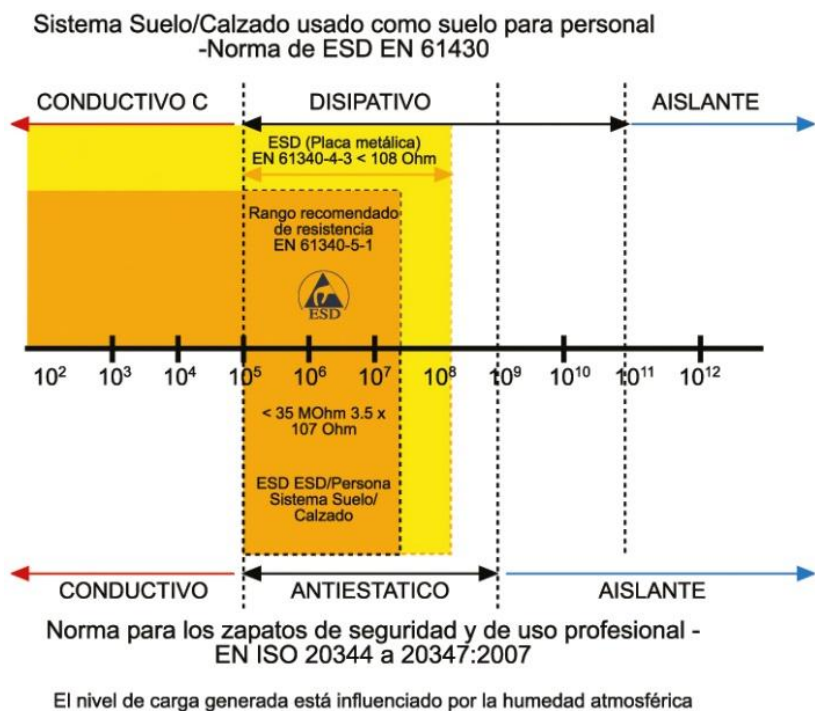 Sistema Suelo/Calzado usado como suelo para personal
-Norma de ESD EN 61430
CONDUCTIVO C
DISIPATIVO
AISLANTE
ESD (Placa metálica)
EN 61340-4-3 < 108 Ohm
Rango recomendado
de resistencia
EN 61340-5-1
ESD
10² 10³ 10⁴ 10⁵ 10⁶ 10⁷ 10⁸ 10⁹ 10¹⁰ 10¹¹ 10¹²
< 35 MOhm 3.5 x
107 Ohm
ESD ESD/Persona
Sistema Suelo/
Calzado
CONDUCTIVO
ANTIESTATICO
AISLANTE
Norma para los zapatos de seguridad y de uso profesional -
EN ISO 20344 a 20347:2007
El nivel de carga generada está influenciado por la humedad atmosférica